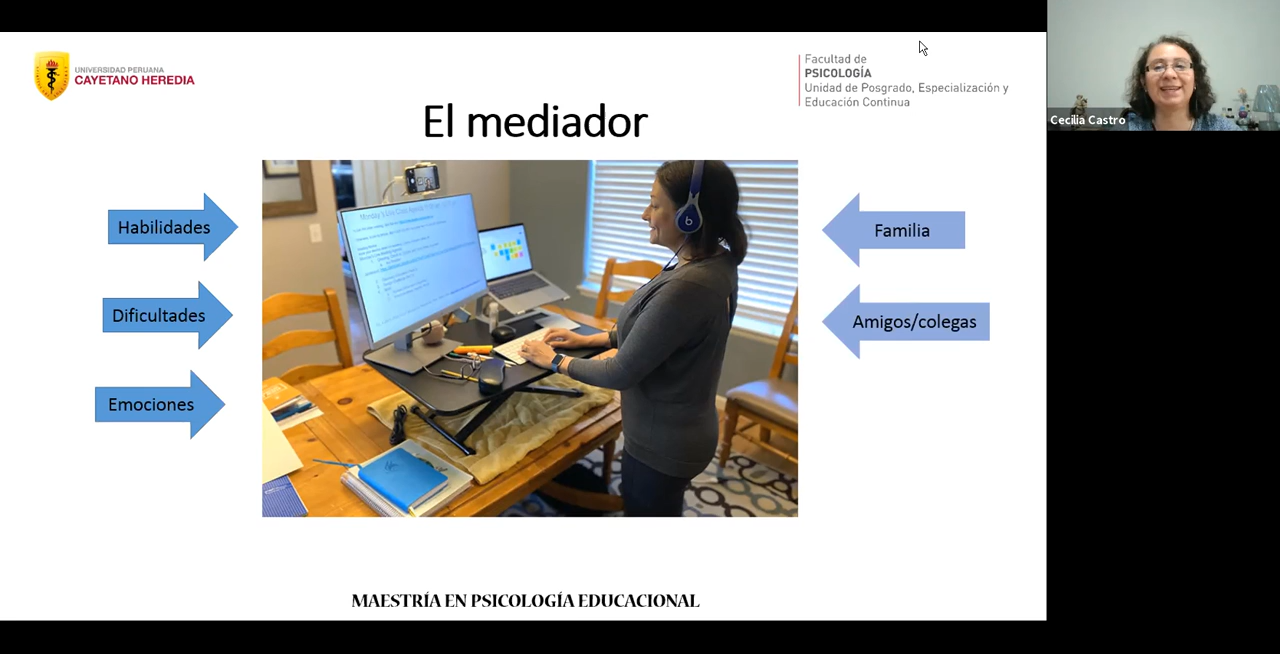 UNIVERSIDAD PERUANA
CAYETANO HEREDIA
Facultad de
PSICOLOGÍA
Unidad de Posgrado, Especialización y
Educación Continua
Cecilia Castro
El mediador
Habilidades
Dificultades
Emociones
Familia
Amigos/colegas
MAESTRÍA EN PSICOLOGÍA EDUCACIONAL